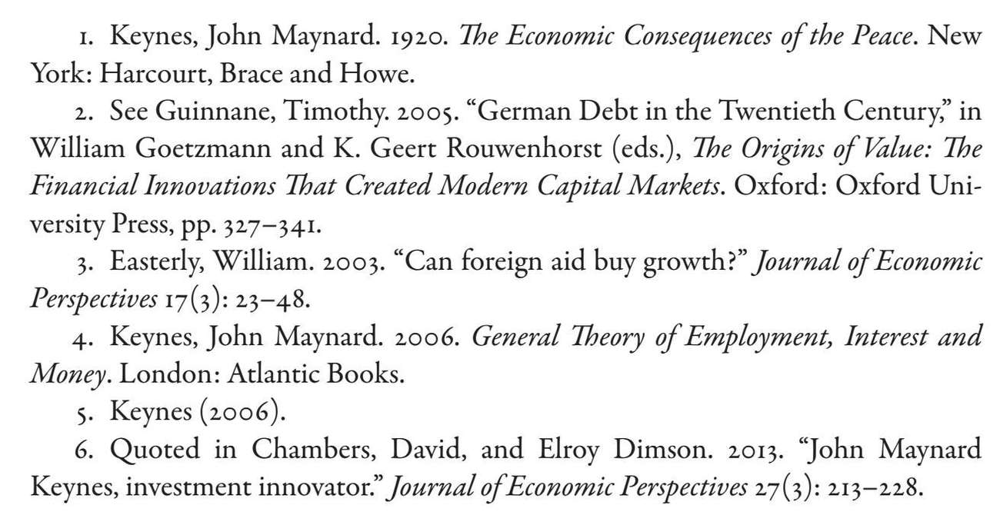 1. Keynes, John Maynard. 1920. The Economic Consequences of the Peace. New
York: Harcourt, Brace and Howe.
2. See Guinnane, Timothy. 2005. “German Debt in the Twentieth Century,” in
William Goetzmann and K. Geert Rouwenhorst (eds.), The Origins of Value: The
Financial Innovations That Created Modern Capital Markets. Oxford: Oxford Uni-
versity Press, pp. 327–341.
3. Easterly, William. 2003. “Can foreign aid buy growth?” Journal of Economic
Perspectives 17(3): 23–48.
4. Keynes, John Maynard. 2006. General Theory of Employment, Interest and
Money. London: Atlantic Books.
5. Keynes (2006).
6. Quoted in Chambers, David, and Elroy Dimson. 2013. “John Maynard
Keynes, investment innovator.” Journal of Economic Perspectives 27(3): 213–228.